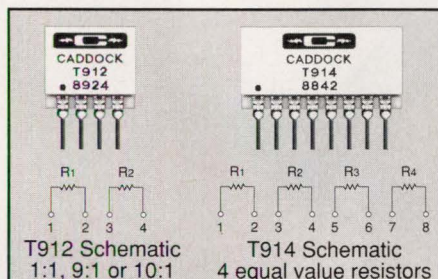 CADDOCK
T912
8924
CADDOCK
T914
8842
R1 R2 R1 R2 R3 R4
1 2 3 4 1 2 3 4 5 6 7 8
T912 Schematic
1:1, 9:1 or 10:1
T914 Schematic
4 equal value resistors